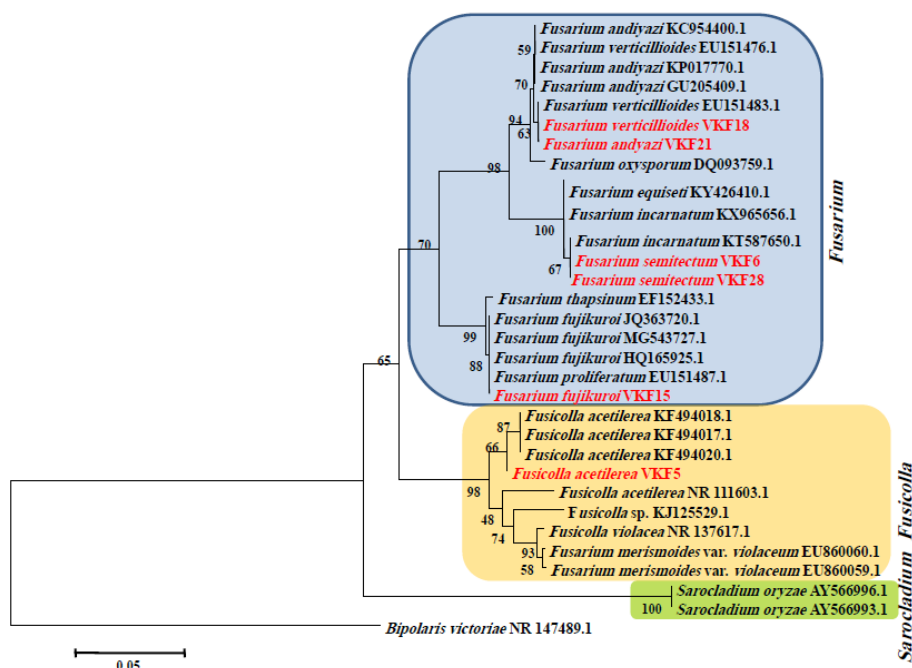 Fusarium andiyazi KC954400.1
59
Fusarium verticillioides EU151476.1
Fusarium andiyazi KP017770.1
70
Fusarium andiyazi GU205409.1
Fusarium verticillioides EU151483.1
94
Fusarium verticillioides VKF18
63
Fusarium andyazi VKF21
Fusarium oxysporum DQ093759.1
98
Fusarium equiseti KY426410.1
Fusarium incarnatum KX965656.1
100
Fusarium incarnatum KT587650.1
70
Fusarium semitectum VKF6
67
Fusarium semitectum VKF28
Fusarium
Fusarium thapsinum EF152433.1
Fusarium fujikuroi JQ363720.1
99
Fusarium fujikuroi MG543727.1
Fusarium fujikuroi HQ165925.1
65
88
Fusarium proliferatum EU151487.1
Fusarium fujikuroi VKF15
Fusicolla acetilerea KF494018.1
87
Fusicolla acetilerea KF494017.1
66
Fusicolla acetilerea KF494020.1
Fusicolla acetilerea VKF5
98
Fusicolla acetilerea NR 111603.1
48
Fusicolla sp. KJ125529.1
74
Fusicolla violacea NR 137617.1
93
Fusarium merismoides var. violaceum EU860060.1
58
Fusarium merismoides var. violaceum EU860059.1
Fusicolla
Sarocladium oryzae AY566996.1
100
Sarocladium oryzae AY566993.1
Sarocladium
Bipolaris victoriae NR 147489.1
0.05